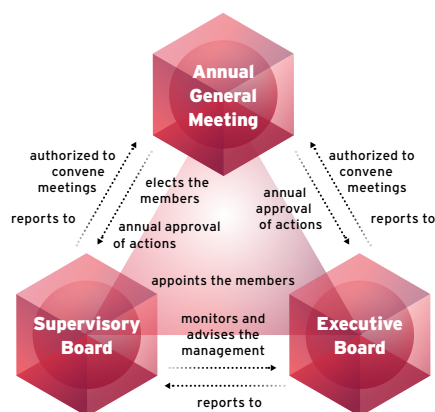 Annual
General
Meeting
authorized to
convene
meetings
reports to
elects the
members
annual approval
of actions
annual
approval
of actions
authorized to
convene
meetings
reports to
appoints the members
Supervisory
Board
monitors and
advises the
management
Executive
Board
reports to